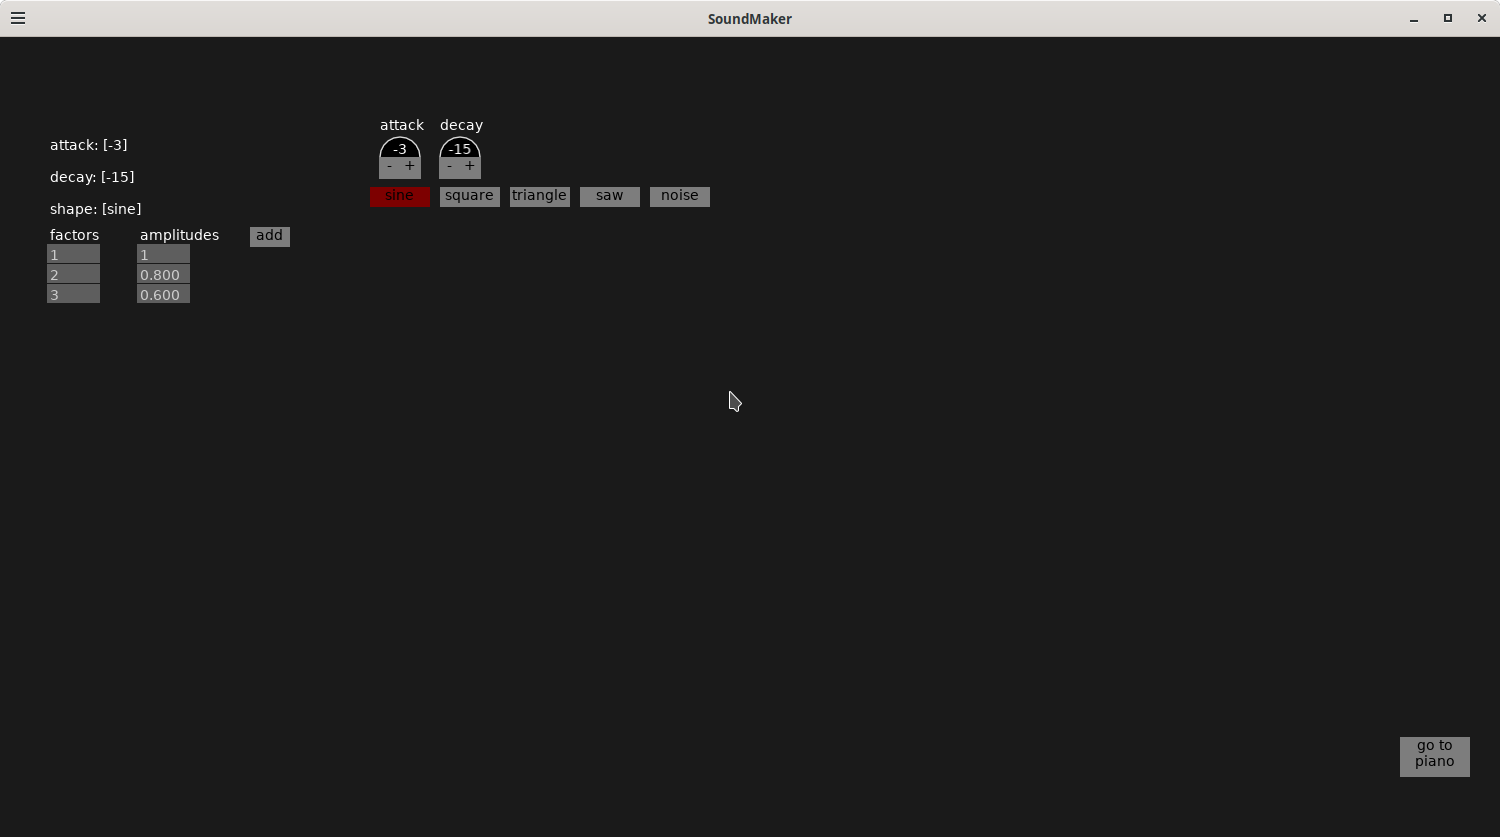 SoundMaker
attack decay
attack: [-3]
-3 -15
- + - +
decay: [-15]
sine square triangle saw noise
shape: [sine]
factors amplitudes add
1 1
2 0.800
3 0.600
go to
piano